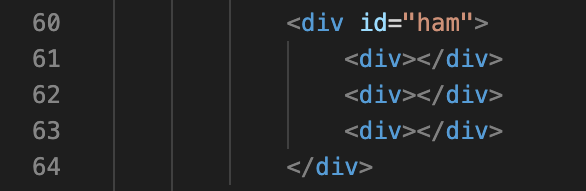 60 <div id="ham">
61 <div></div>
62 <div></div>
63 <div></div>
64 </div>